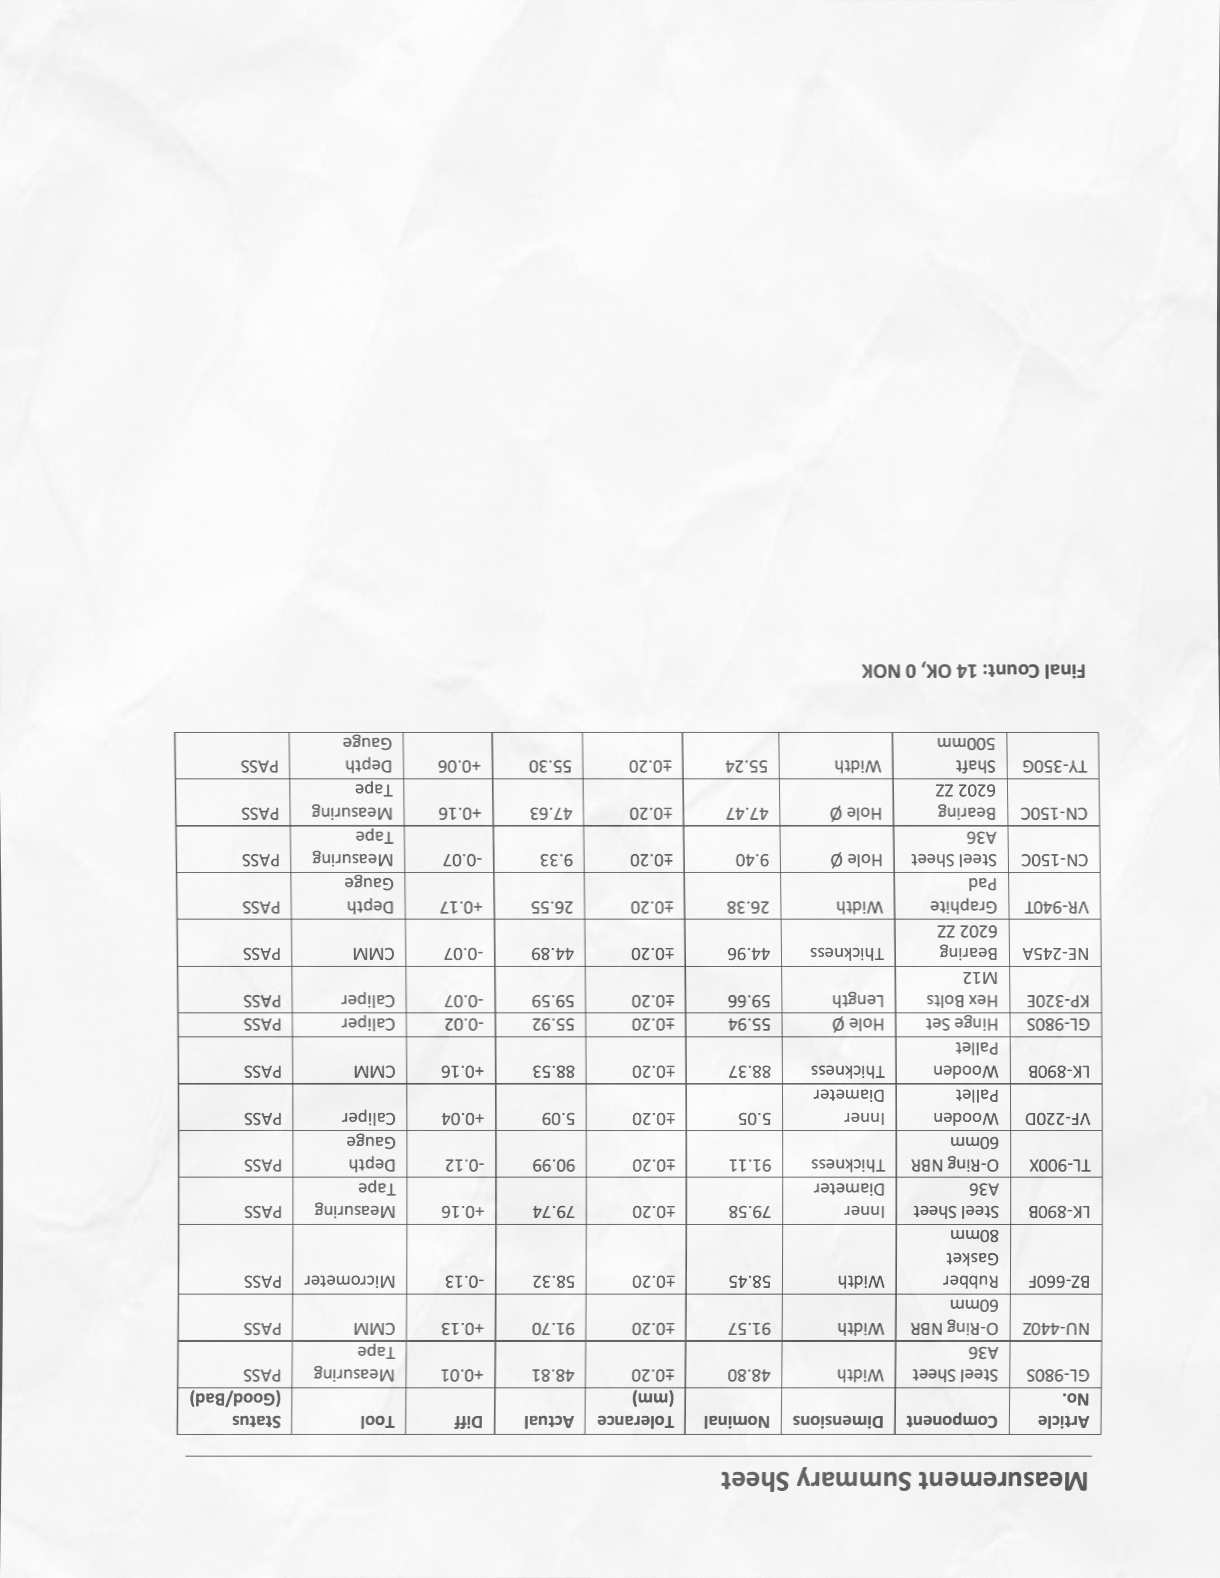 Measurement Summary Sheet
Article No. Component Dimensions Nominal Tolerance (mm) Actual Diff Tool Status (Good/Bad)
GL-980S Steel Sheet A36 Width 48.80 ±0.20 48.81 +0.01 Measuring Tape PASS
NU-440Z O-Ring NBR 60mm Width 91.57 ±0.20 91.70 +0.13 CMM PASS
BZ-660F Rubber Gasket 80mm Width 58.45 ±0.20 58.32 -0.13 Micrometer PASS
LK-890B Steel Sheet A36 Inner Diameter 79.58 ±0.20 79.74 +0.16 Measuring Tape PASS
TL-900X O-Ring NBR 60mm Thickness 91.11 ±0.20 90.99 -0.12 Depth Gauge PASS
VF-220D Wooden Pallet Inner Diameter 5.05 ±0.20 5.09 +0.04 Caliper PASS
LK-890B Wooden Pallet Thickness 88.37 ±0.20 88.53 +0.16 CMM PASS
GL-980S Hinge Set Hole Ø 55.94 ±0.20 55.92 -0.02 Caliper PASS
KP-320E Hex Bolts M12 Length 59.66 ±0.20 59.59 -0.07 Caliper PASS
NE-245A Bearing 6202 ZZ Thickness 44.96 ±0.20 44.89 -0.07 CMM PASS
VR-940T Graphite Pad Width 26.38 ±0.20 26.55 +0.17 Depth Gauge PASS
CN-150C Steel Sheet A36 Hole Ø 9.40 ±0.20 9.33 -0.07 Measuring Tape PASS
CN-150C Bearing 6202 ZZ Hole Ø 47.47 ±0.20 47.63 +0.16 Measuring Tape PASS
TY-350G Shaft 500mm Width 55.24 ±0.20 55.30 +0.06 Depth Gauge PASS
Final Count: 14 OK, 0 NOK